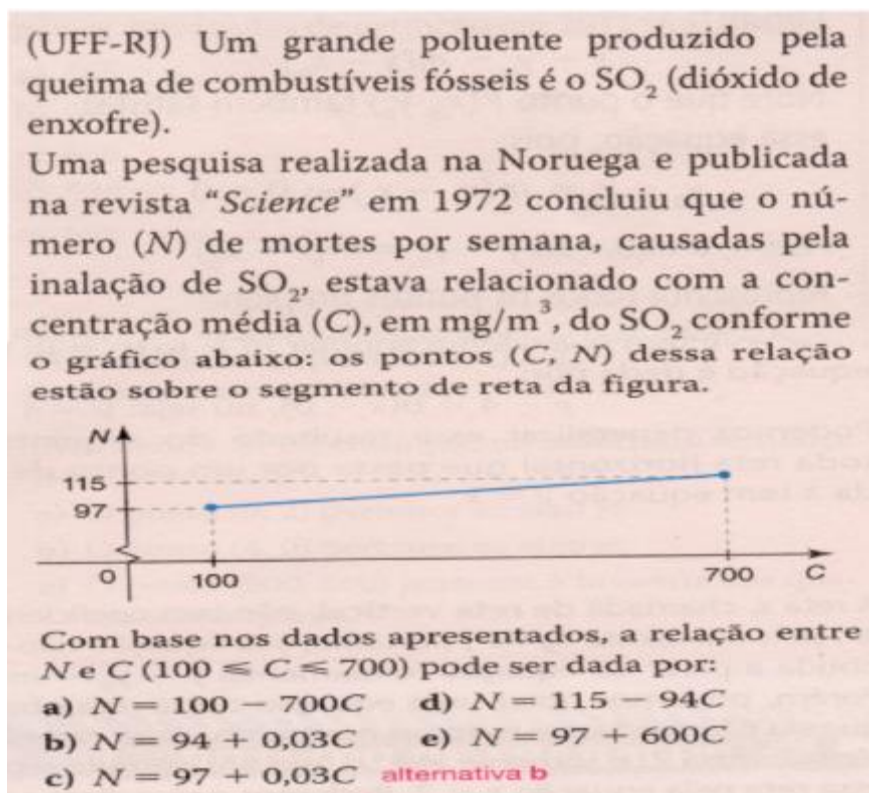 (UFF-RJ) Um grande poluente produzido pela
queima de combustíveis fósseis é o SO₂ (dióxido de
enxofre).
Uma pesquisa realizada na Noruega e publicada
na revista “Science” em 1972 concluiu que o nú-
mero (N) de mortes por semana, causadas pela
inalação de SO₂, estava relacionado com a con-
centração média (C), em mg/m³, do SO₂ conforme
o gráfico abaixo: os pontos (C, N) dessa relação
estão sobre o segmento de reta da figura.
N
115
97
0 100 700 C
Com base nos dados apresentados, a relação entre
N e C (100 ≤ C ≤ 700) pode ser dada por:
a) N = 100 − 700C d) N = 115 − 94C
b) N = 94 + 0,03C e) N = 97 + 600C
c) N = 97 + 0,03C alternativa b